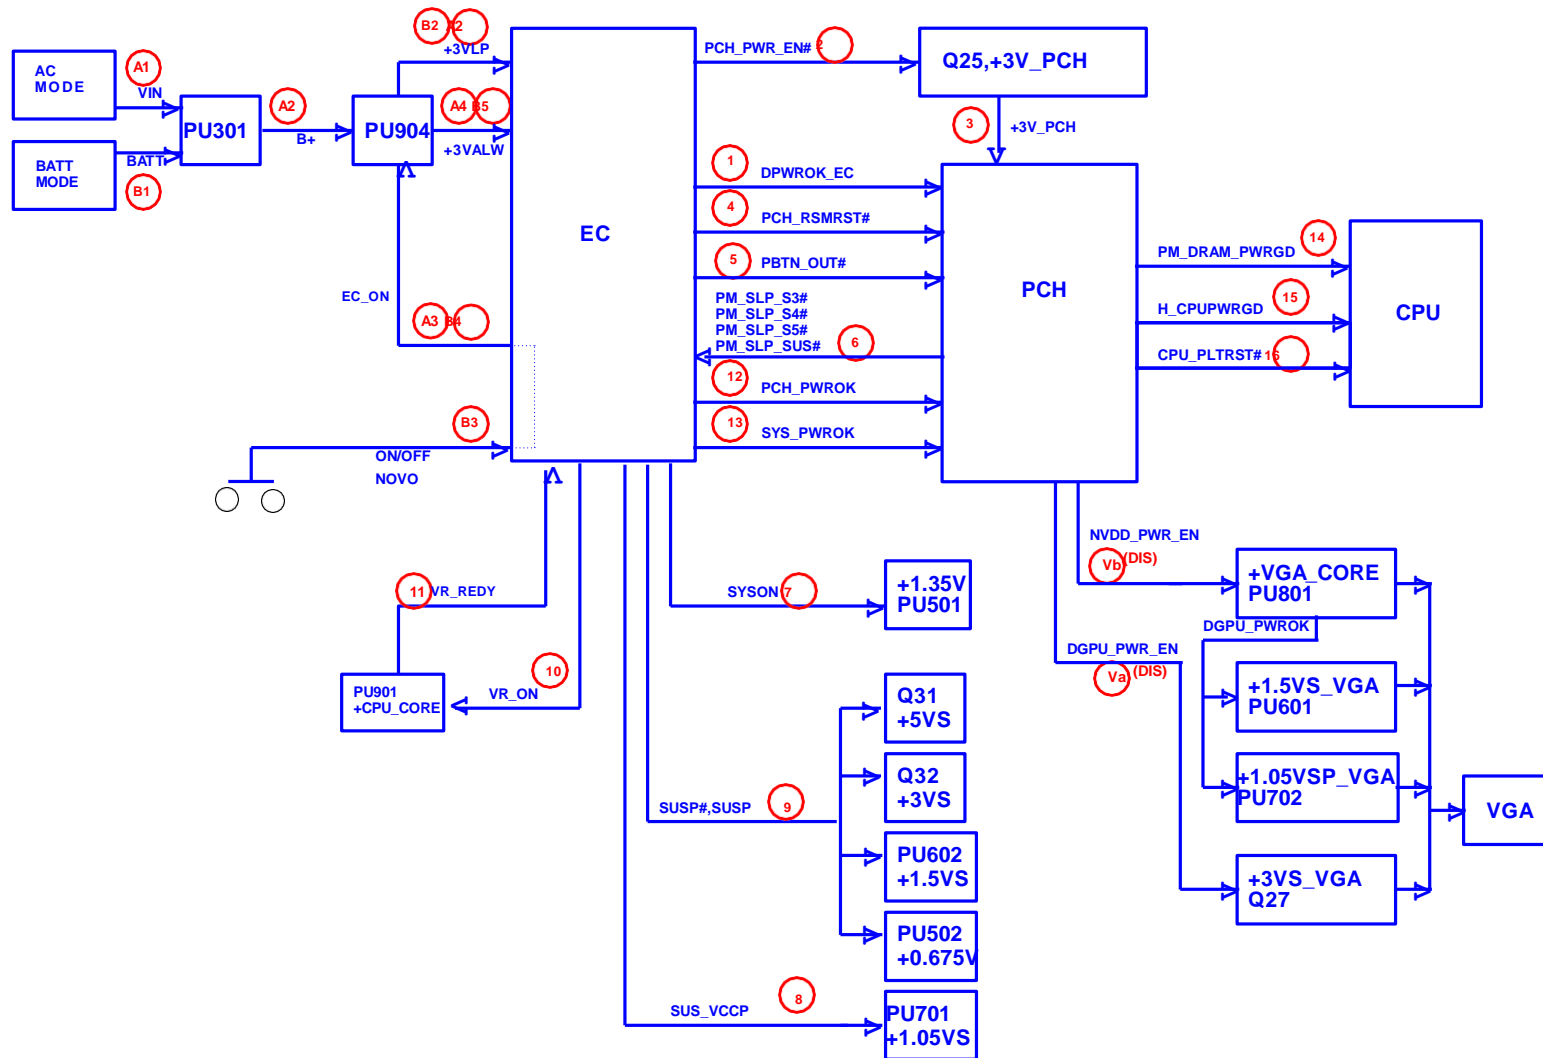 AC
MODE
A1
VIN
BATT
MODE
BATT
B1
PU301
A2
B+
PU904
B2 A2
+3VLP
A4 B5
+3VALW
EC_ON
A3 B4
B3
ON/OFF
NOVO
EC
PCH_PWR_EN# 2
Q25,+3V_PCH
3
+3V_PCH
1
DPWROK_EC
4
PCH_RSMRST#
5
PBTN_OUT#
PM_SLP_S3#
PM_SLP_S4#
PM_SLP_S5#
PM_SLP_SUS#
6
12
PCH_PWROK
13
SYS_PWROK
PCH
PM_DRAM_PWRGD
14
H_CPUPWRGD
15
CPU_PLTRST# 16
CPU
11 VR_REDY
PU901
+CPU_CORE
VR_ON
10
SYSON 7
+1.35V
PU501
Q31
+5VS
Q32
+3VS
SUSP#,SUSP
9
PU602
+1.5VS
PU502
+0.675V
SUS_VCCP
8
PU701
+1.05VS
NVDD_PWR_EN
Vb (DIS)
+VGA_CORE
PU801
DGPU_PWROK
DGPU_PWR_EN
Va (DIS)
+1.5VS_VGA
PU601
+1.05VSP_VGA
PU702
+3VS_VGA
Q27
VGA